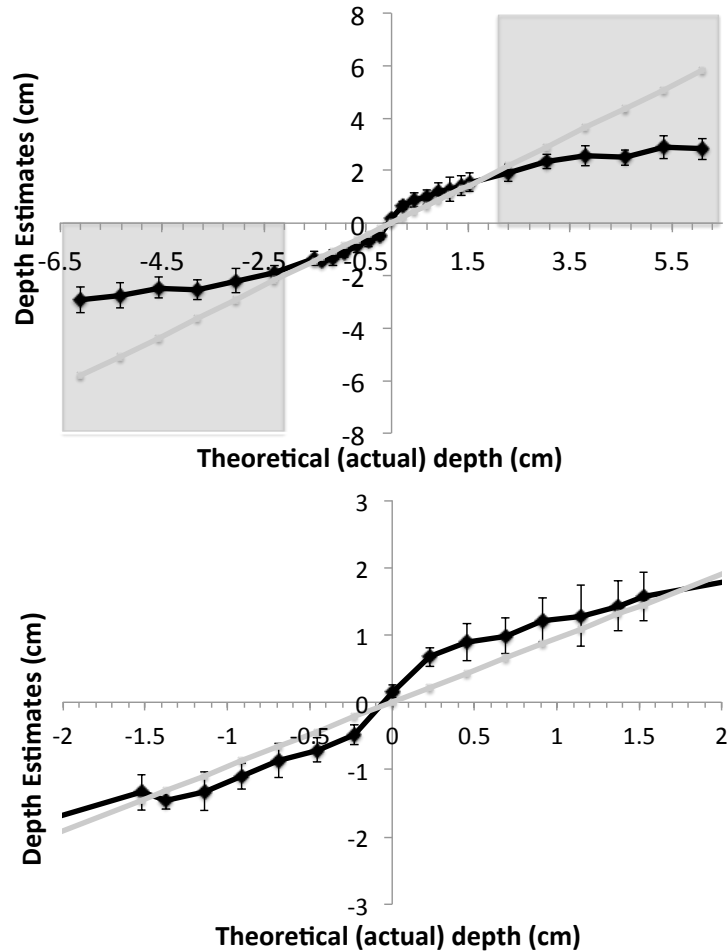 8
6
4
2
0
-6.5 -4.5 -2.5 -0.5 1.5 3.5 5.5
-2
-4
-6
-8
Depth Estimates (cm)
Theoretical (actual) depth (cm)
3
2
1
0
-2 -1.5 -1 -0.5 0 0.5 1 1.5 2
-1
-2
-3
Depth Estimates (cm)
Theoretical (actual) depth (cm)